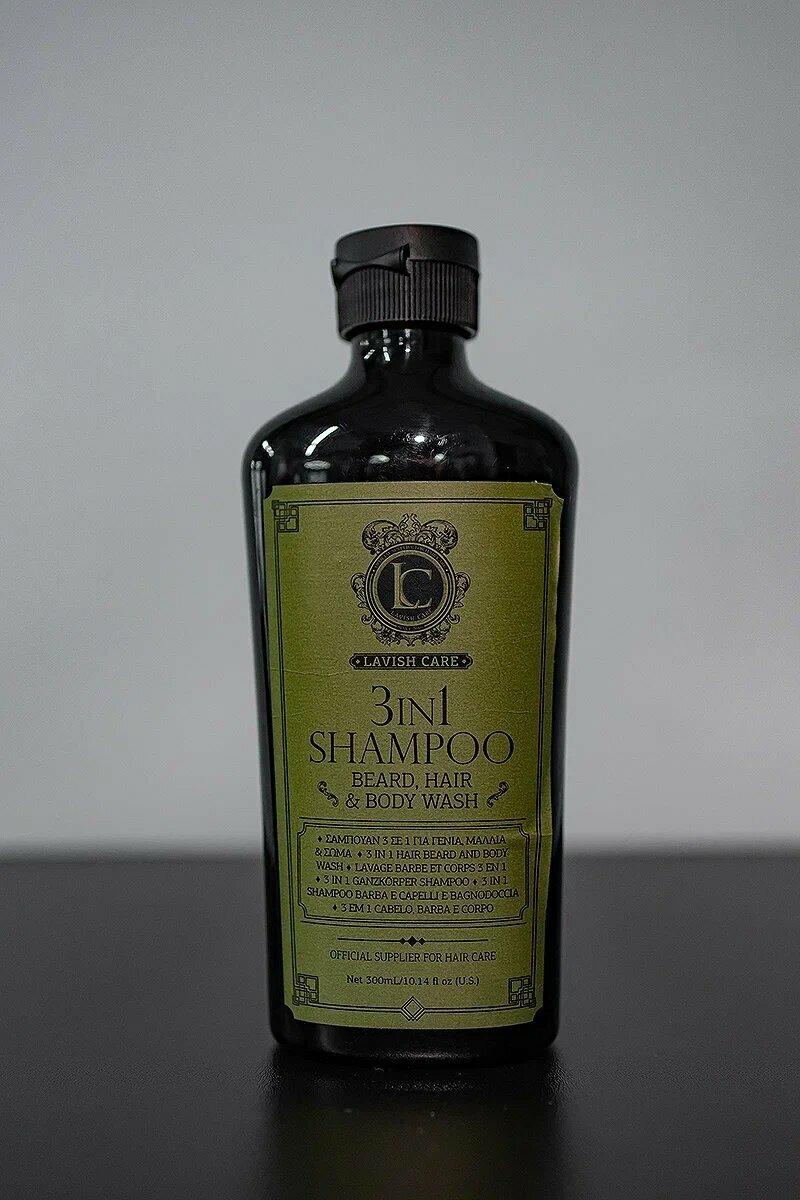 LC
LAVISH CARE
LAVISH CARE
3IN1
SHAMPOO
BEARD, HAIR
& BODY WASH
♦ ΣΑΜΠΟΥΑΝ 3 ΣΕ 1 ΓΙΑ ΓΕΝΙΑ, ΜΑΛΛΙΑ
& ΣΩΜΑ ♦ 3 IN 1 HAIR BEARD AND BODY
WASH ♦ LAVAGE BARBE ET CORPS 3 EN 1
♦ 3 IN 1 GANZKÖRPER SHAMPOO ♦ 3 IN 1
SHAMPOO BARBA E CAPELLI E BAGNODOCCIA
♦ 3 EM 1 CABELO, BARBA E CORPO
OFFICIAL SUPPLIER FOR HAIR CARE
Net 300mL/10.14 fl oz (U.S.)